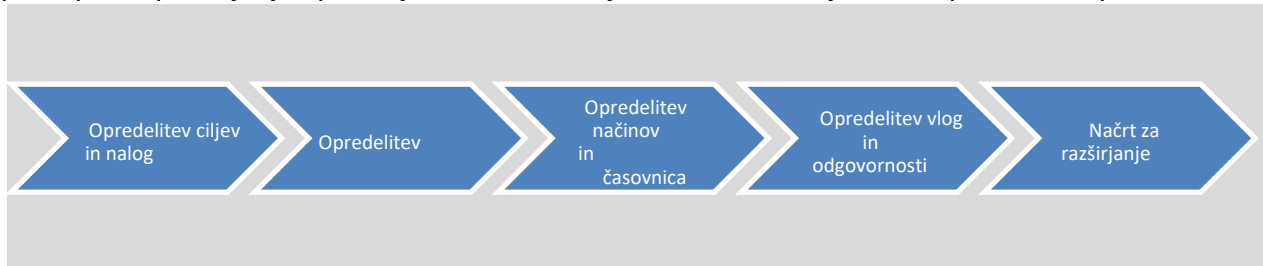 Opredelitev ciljev
in nalog
Opredelitev
Opredelitev
načinov
in
časovnica
Opredelitev vlog
in
odgovornosti
Načrt za
razširjanje